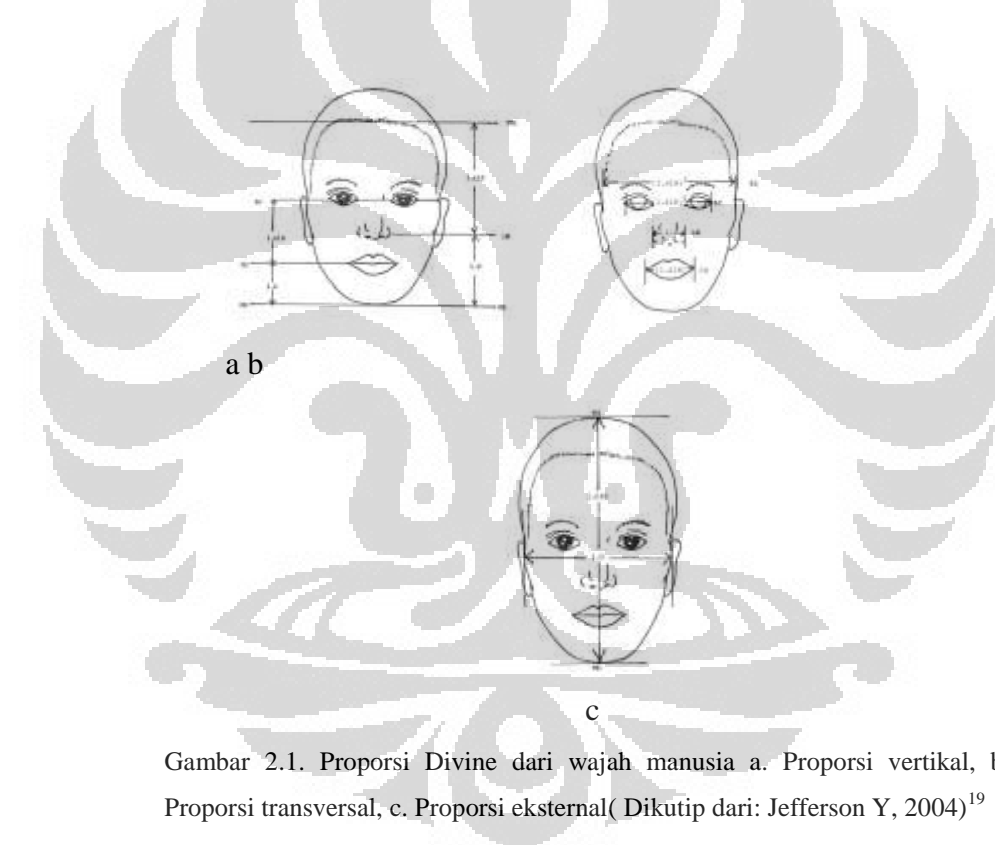 a b
c
Gambar 2.1. Proporsi Divine dari wajah manusia a. Proporsi vertikal, b
Proporsi transversal, c. Proporsi eksternal( Dikutip dari: Jefferson Y, 2004)19